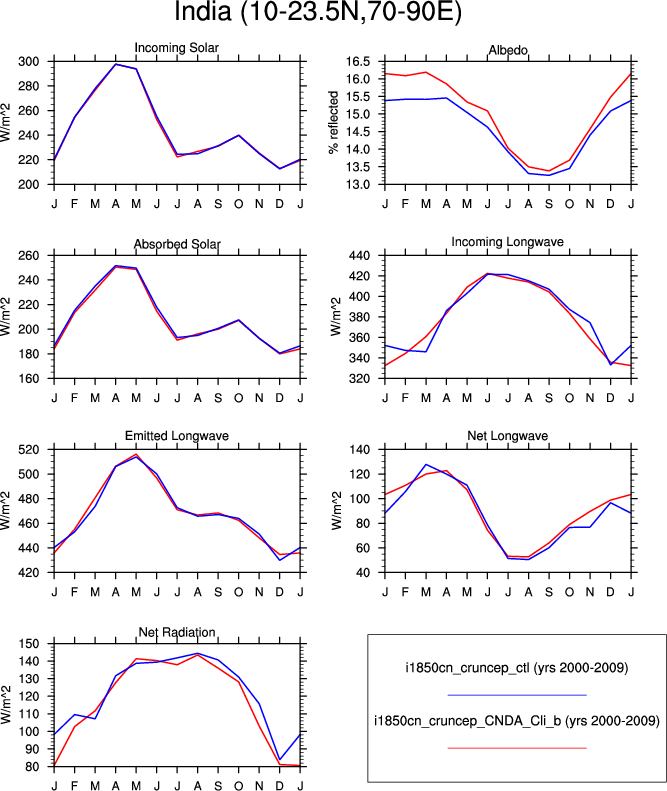 India (10-23.5N,70-90E)
Incoming Solar
W/m^2
300
280
260
240
220
200
J F M A M J J A S O N D J
Albedo
% reflected
16.5
16.0
15.5
15.0
14.5
14.0
13.5
13.0
J F M A M J J A S O N D J
Absorbed Solar
W/m^2
260
240
220
200
180
160
J F M A M J J A S O N D J
Incoming Longwave
W/m^2
440
420
400
380
360
340
320
J F M A M J J A S O N D J
Emitted Longwave
W/m^2
520
500
480
460
440
420
J F M A M J J A S O N D J
Net Longwave
W/m^2
140
120
100
80
60
40
J F M A M J J A S O N D J
Net Radiation
W/m^2
150
140
130
120
110
100
90
80
J F M A M J J A S O N D J
i1850cn_cruncep_ctl (yrs 2000-2009)
i1850cn_cruncep_CNDA_Cli_b (yrs 2000-2009)